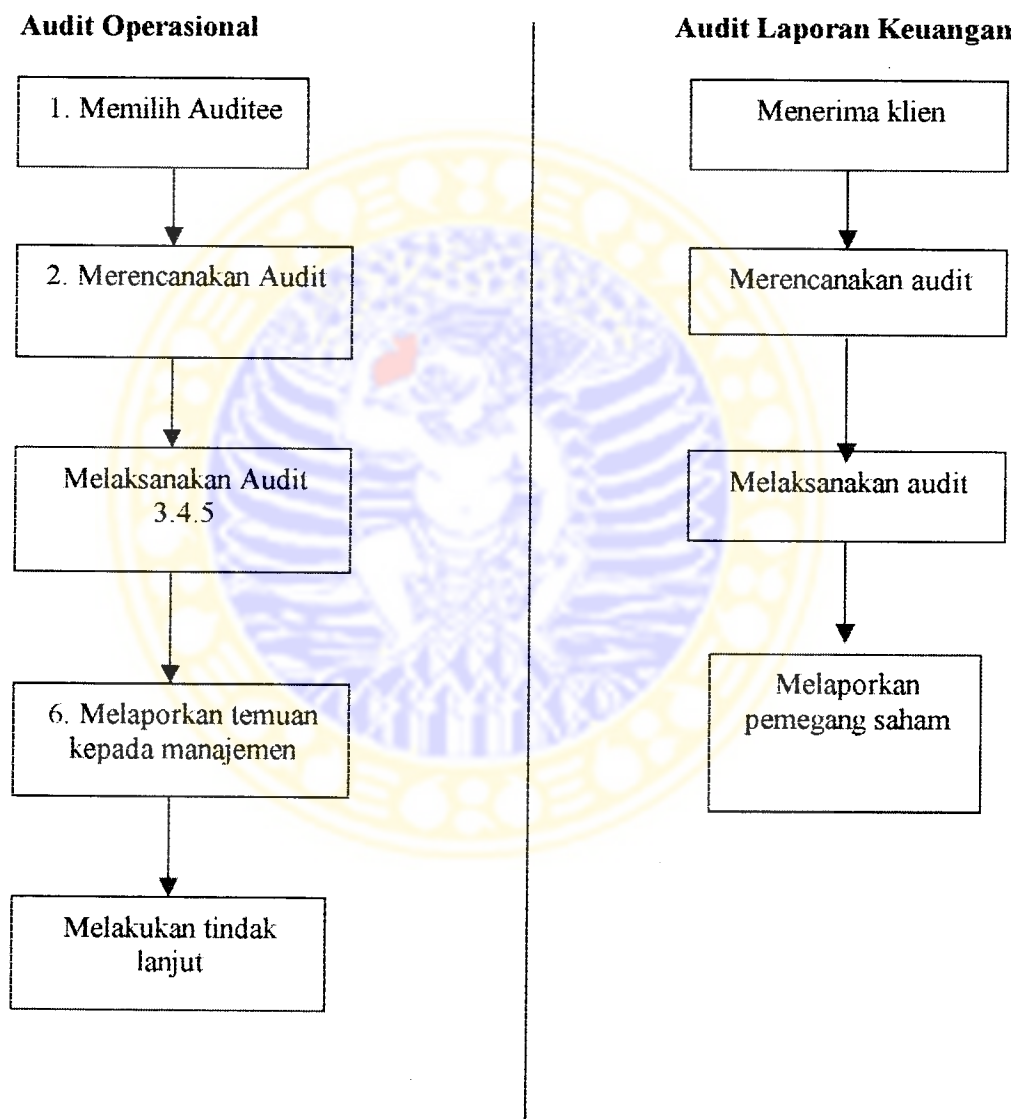 Audit Operasional
1. Memilih Auditee
2. Merencanakan Audit
Melaksanakan Audit
3.4.5
6. Melaporkan temuan
kepada manajemen
Melakukan tindak
lanjut
Audit Laporan Keuangan
Menerima klien
Merencanakan audit
Melaksanakan audit
Melaporkan
pemegang saham